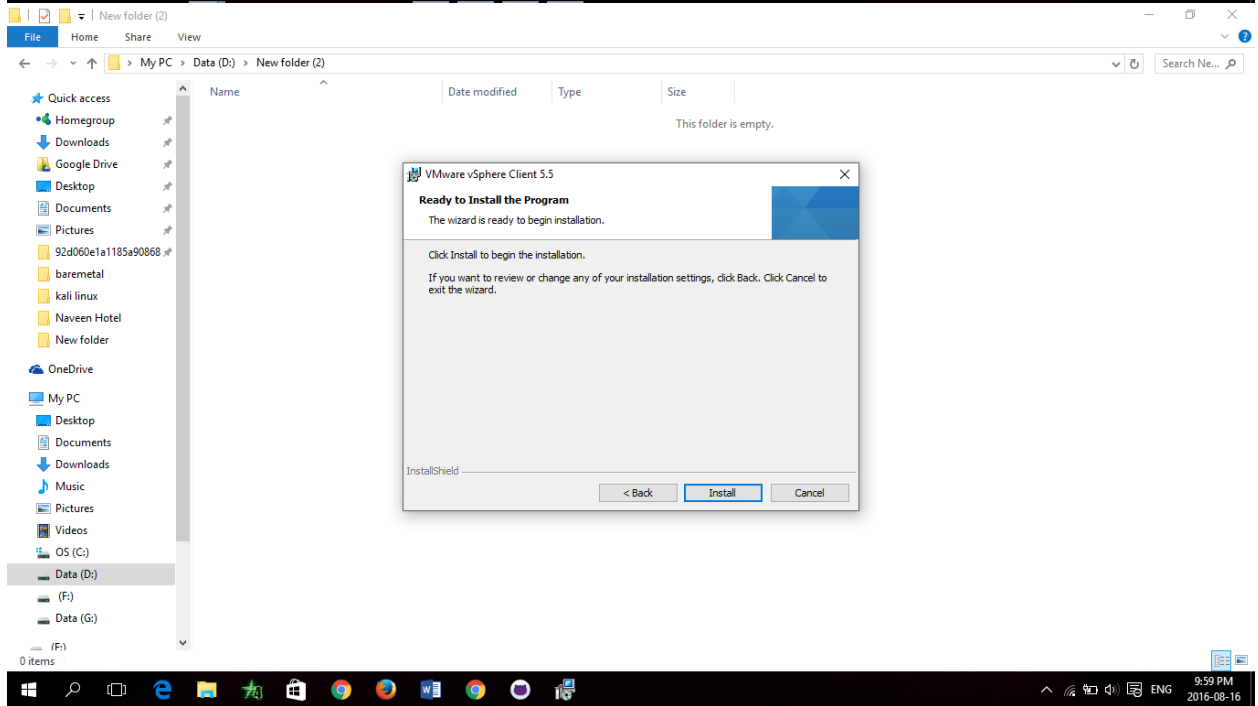 New folder (2)
File Home Share View
My PC > Data (D:) > New folder (2)
Search Ne...
Name Date modified Type Size
This folder is empty.
Quick access
Homegroup
Downloads
Google Drive
Desktop
Documents
Pictures
92d060e1a1185a90868
baremetal
kali linux
Naveen Hotel
New folder
OneDrive
My PC
Desktop
Documents
Downloads
Music
Pictures
Videos
OS (C:)
Data (D:)
(F:)
Data (G:)
(F:)
0 items
VMware vSphere Client 5.5
Ready to Install the Program
The wizard is ready to begin installation.
Click Install to begin the installation.
If you want to review or change any of your installation settings, click Back. Click Cancel to
exit the wizard.
InstallShield
< Back Install Cancel
ENG
9:59 PM
2016-08-16